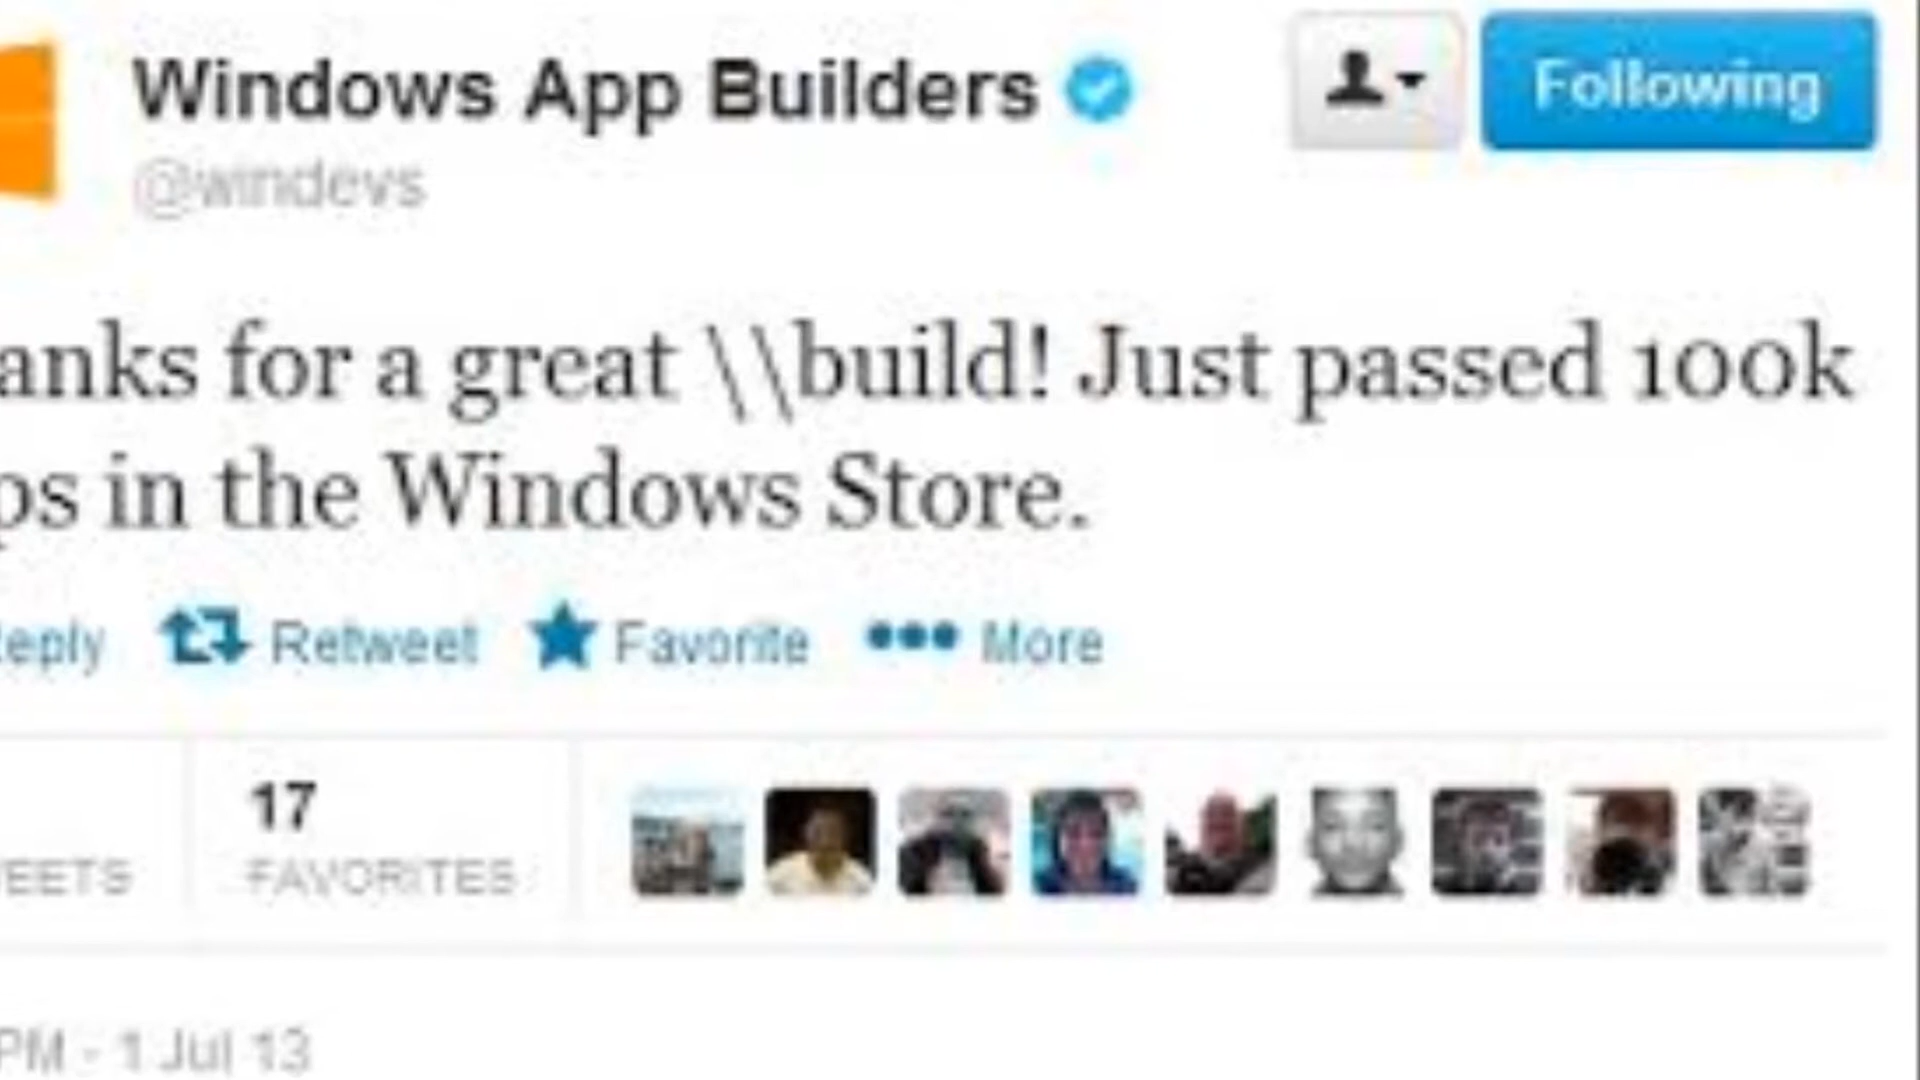 Windows App Builders
Following
@windevs
anks for a great \\build! Just passed 100k
ps in the Windows Store.
eply Retweet Favorite More
17
EETS FAVORITES
PM - 1 Jul 13